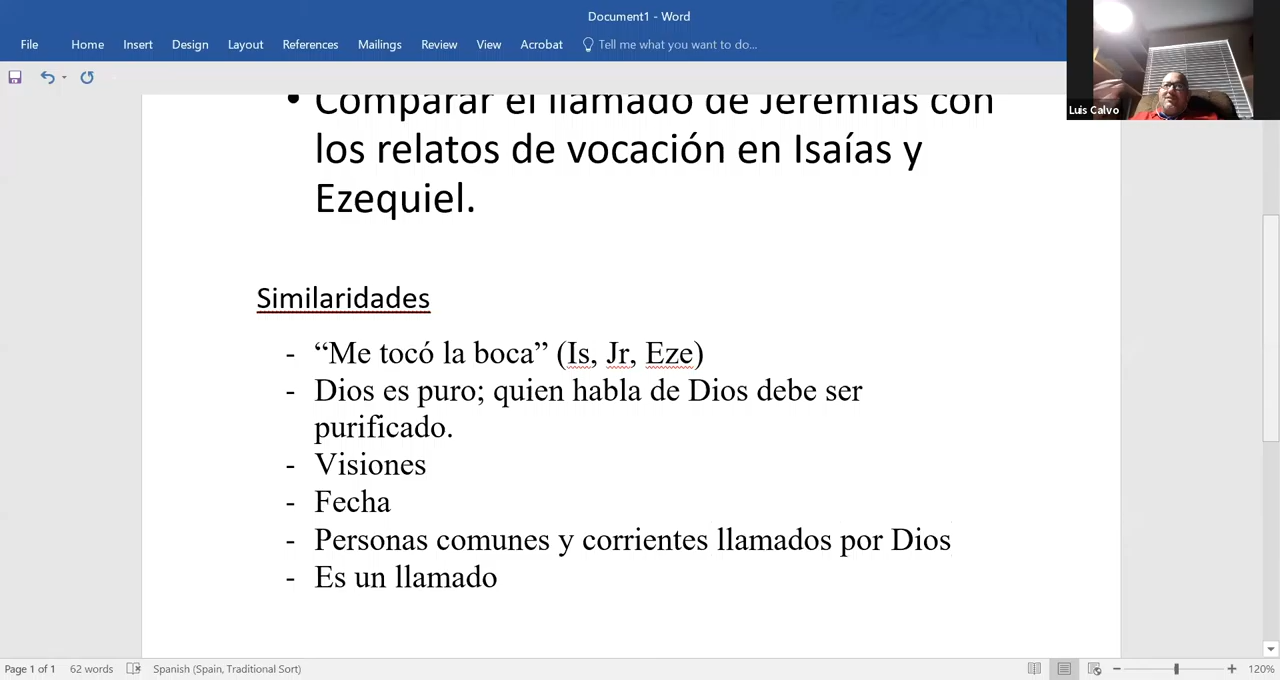 Document1 - Word
File Home Insert Design Layout References Mailings Review View Acrobat Tell me what you want to do...
Luis Calvo
• Comparar el llamado de Jeremías con
los relatos de vocación en Isaías y
Ezequiel.
Similaridades
- “Me tocó la boca” (Is, Jr, Eze)
- Dios es puro; quien habla de Dios debe ser
purificado.
- Visiones
- Fecha
- Personas comunes y corrientes llamados por Dios
- Es un llamado
Page 1 of 1 62 words Spanish (Spain, Traditional Sort) 120%